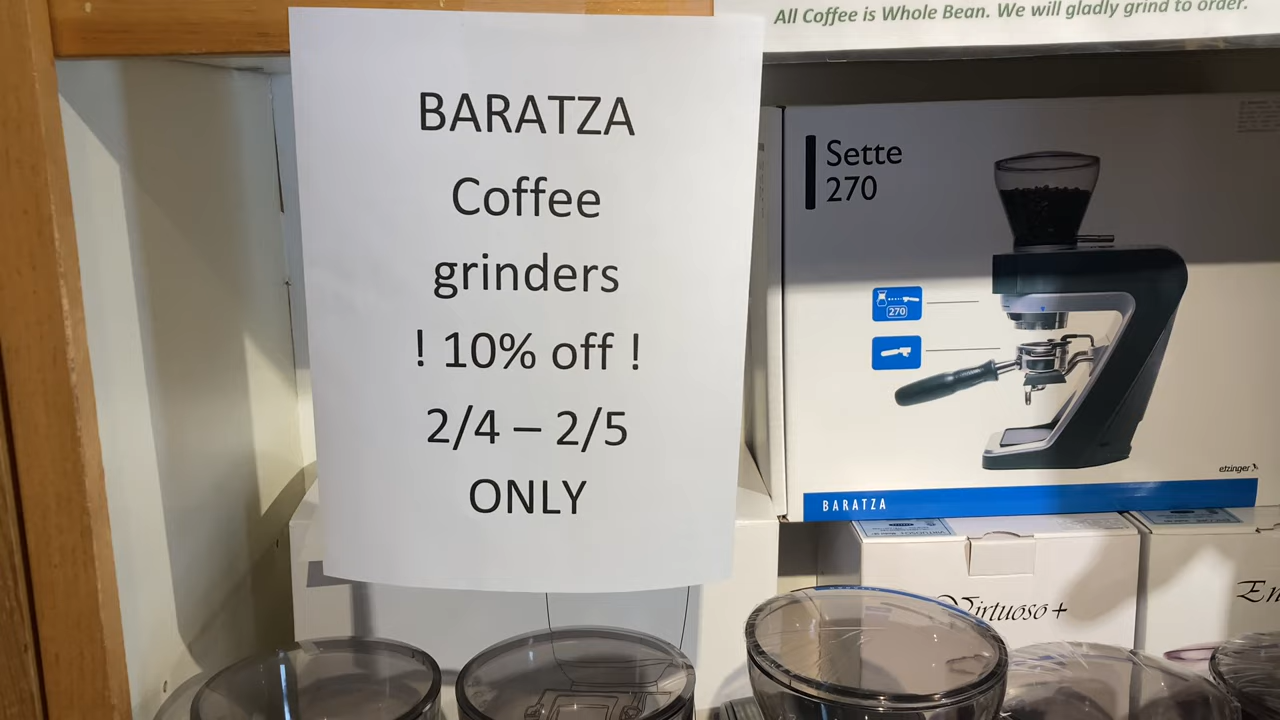 All Coffee is Whole Bean. We will gladly grind to order.
BARATZA
Coffee
grinders
! 10% off !
2/4 – 2/5
ONLY
Sette
270
270
etzinger
BARATZA
Virtuoso+
En